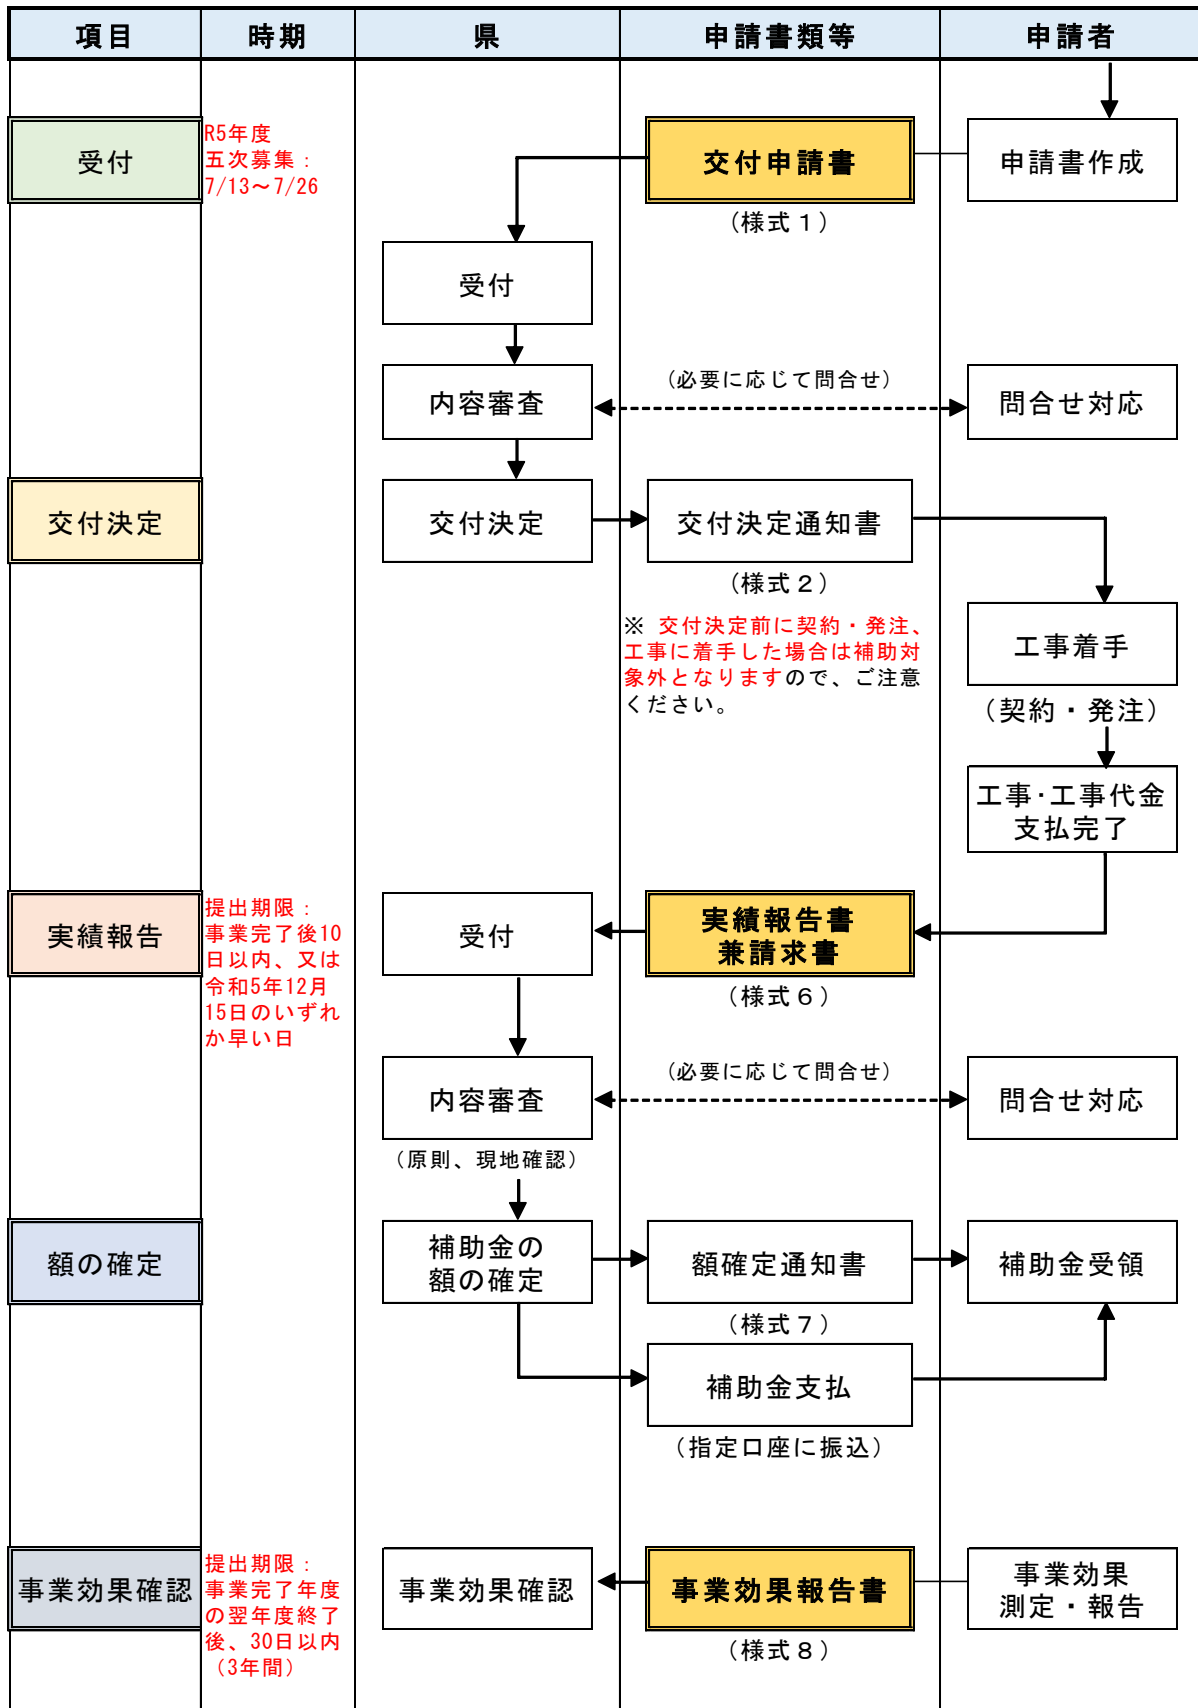 項目 時期 県 申請書類等 申請者
受付
R5年度
五次募集：
7/13～7/26
交付申請書
（様式１）
申請書作成
受付
内容審査
（必要に応じて問合せ）
問合せ対応
交付決定
交付決定
交付決定通知書
（様式２）
※ 交付決定前に契約・発注、
工事に着手した場合は補助対
象外となりますので、ご注意
ください。
工事着手
（契約・発注）
工事･工事代金
支払完了
実績報告
提出期限：
事業完了後10
日以内、又は
令和5年12月
15日のいずれ
か早い日
受付
実績報告書
兼請求書
（様式６）
内容審査
（原則、現地確認）
（必要に応じて問合せ）
問合せ対応
額の確定
補助金の
額の確定
額確定通知書
（様式７）
補助金受領
補助金支払
（指定口座に振込）
事業効果確認
提出期限：
事業完了年度
の翌年度終了
後、30日以内
（3年間）
事業効果確認
事業効果報告書
（様式８）
事業効果
測定・報告